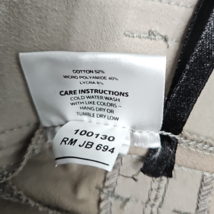 COTTON 52%
MICRO POLYAMIDE 40%
LYCRA 8%
CARE INSTRUCTIONS
COLD WATER WASH
WITH LIKE COLORS -
HANG DRY OR
TUMBLE DRY LOW
100130
RM JB 694